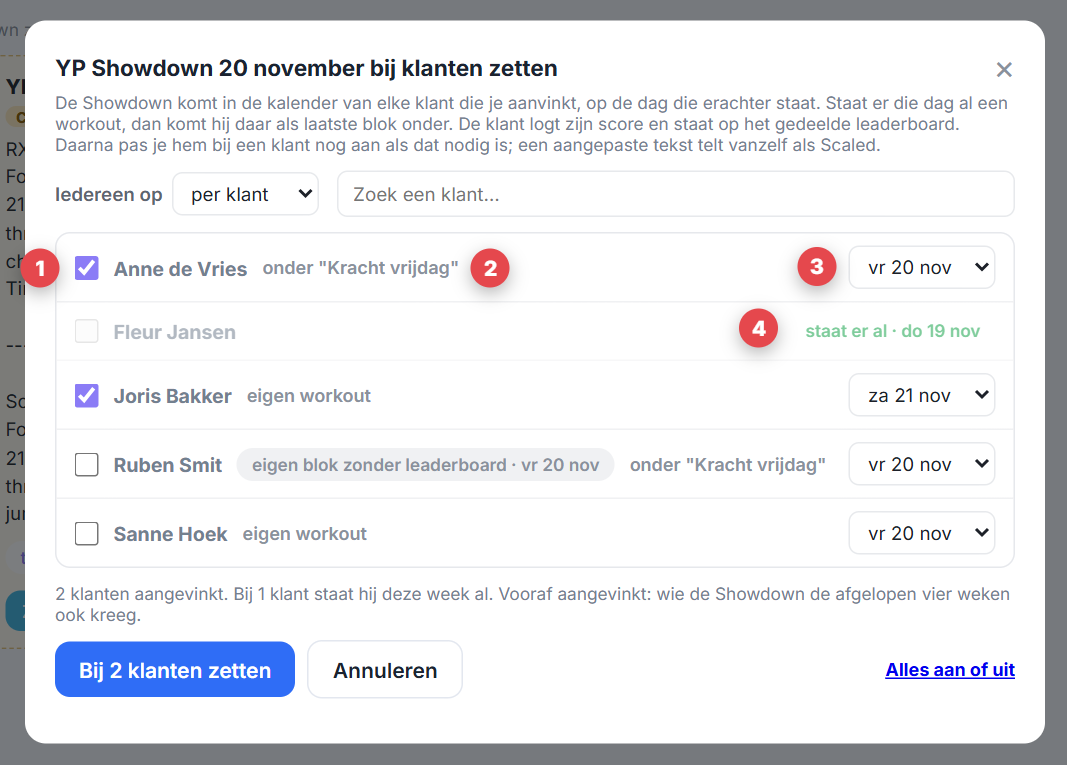 YP Showdown 20 november bij klanten zetten
De Showdown komt in de kalender van elke klant die je aanvinkt, op de dag die erachter staat. Staat er die dag al een
workout, dan komt hij daar als laatste blok onder. De klant logt zijn score en staat op het gedeelde leaderboard.
Daarna pas je hem bij een klant nog aan als dat nodig is; een aangepaste tekst telt vanzelf als Scaled.
Iedereen op per klant Zoek een klant...
1 Anne de Vries onder "Kracht vrijdag" 2 3 vr 20 nov
Fleur Jansen 4 staat er al · do 19 nov
Joris Bakker eigen workout za 21 nov
Ruben Smit eigen blok zonder leaderboard · vr 20 nov onder "Kracht vrijdag" vr 20 nov
Sanne Hoek eigen workout vr 20 nov
2 klanten aangevinkt. Bij 1 klant staat hij deze week al. Vooraf aangevinkt: wie de Showdown de afgelopen vier weken
ook kreeg.
Bij 2 klanten zetten Annuleren Alles aan of uit